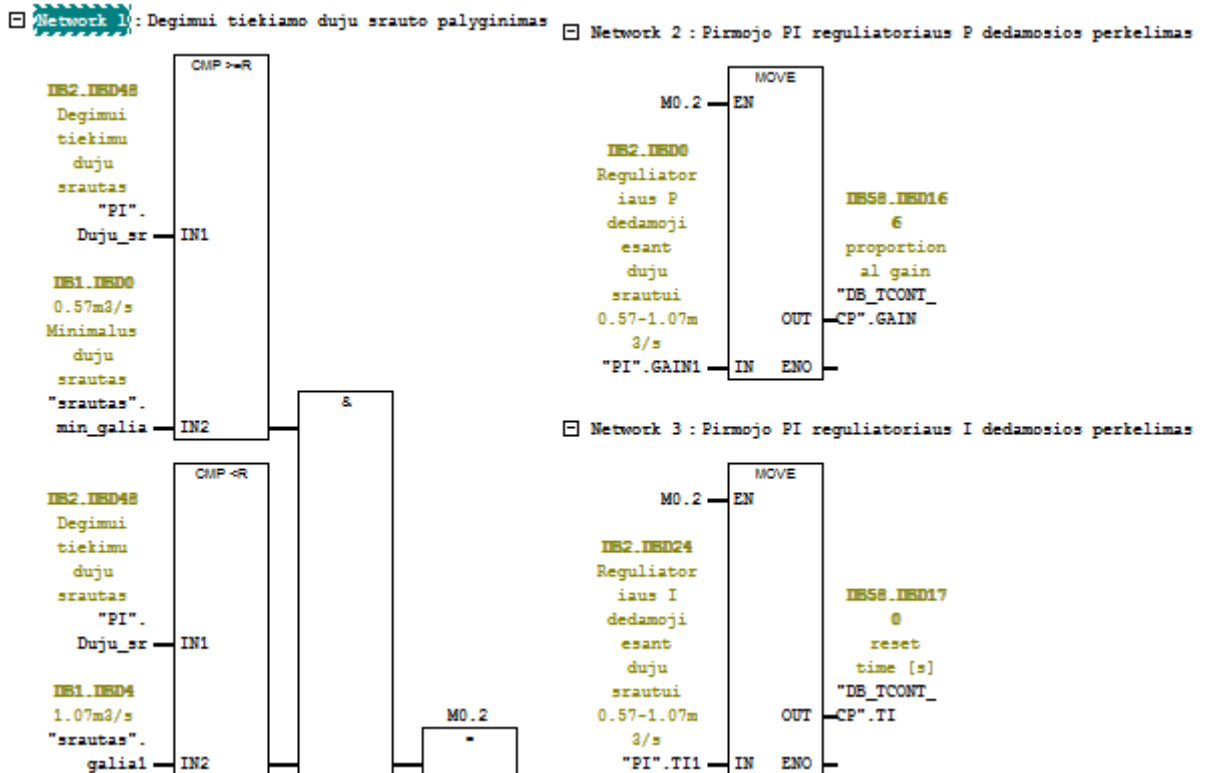 Network 1: Degimui tiekiamo duju srauto palyginimas
CMP >=R
DB2.DBD48
Degimui
tiekimu
duju
srautas
"PI".
Duju_sr
IN1
DB1.DBD0
0.57m3/s
Minimalus
duju
srautas
"srautas".
min_galia
IN2
&
CMP <R
DB2.DBD48
Degimui
tiekimu
duju
srautas
"PI".
Duju_sr
IN1
DB1.DBD4
1.07m3/s
"srautas".
galia1
IN2
M0.2
=
Network 2 : Pirmojo PI reguliatoriaus P dedamosios perkelimas
MOVE
M0.2
EN
DB2.DBD0
Reguliator
iaus P
dedamoji
esant
duju
srautui
0.57-1.07m
3/s
"PI".GAIN1
IN
DB58.DBD16
6
proportion
al gain
"DB_TCONT_
OUT
CP".GAIN
ENO
Network 3 : Pirmojo PI reguliatoriaus I dedamosios perkelimas
MOVE
M0.2
EN
DB2.DBD24
Reguliator
iaus I
dedamoji
esant
duju
srautui
0.57-1.07m
3/s
"PI".TI1
IN
DB58.DBD17
0
reset
time [s]
"DB_TCONT_
OUT
CP".TI
ENO